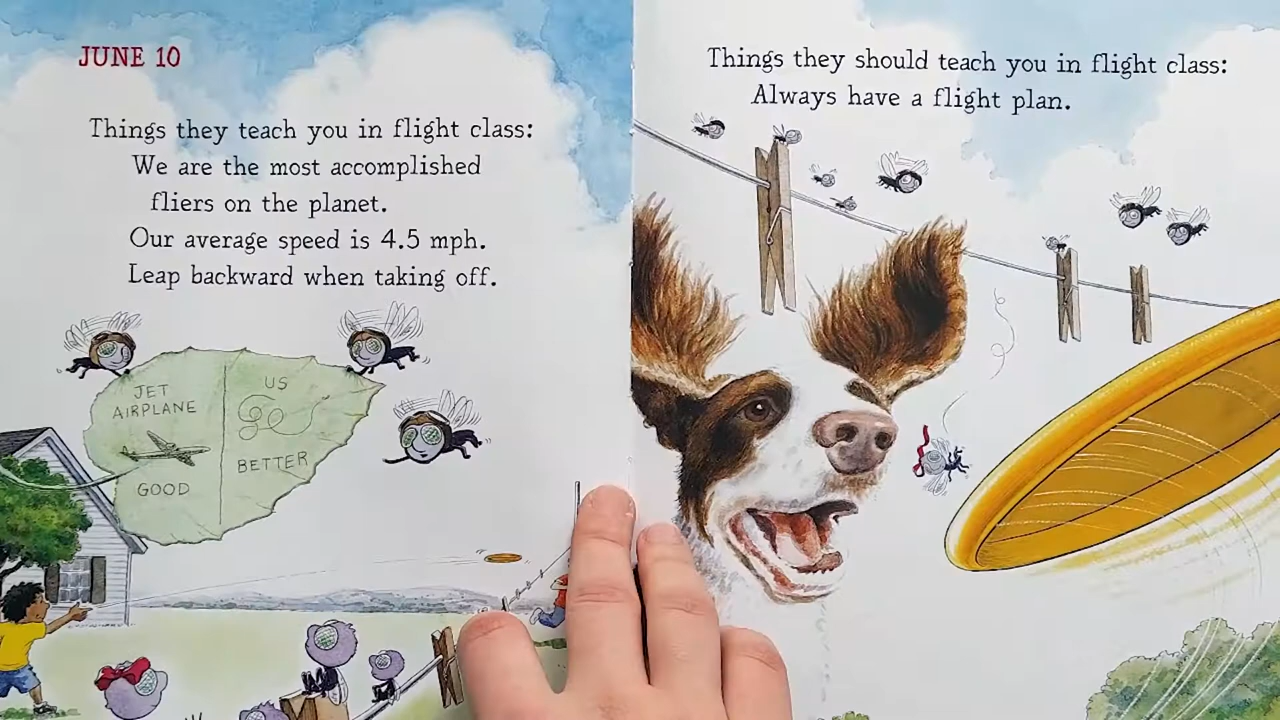 JUNE 10
Things they teach you in flight class:
We are the most accomplished
fliers on the planet.
Our average speed is 4.5 mph.
Leap backward when taking off.
JET
AIRPLANE
GOOD
US
BETTER
Things they should teach you in flight class:
Always have a flight plan.